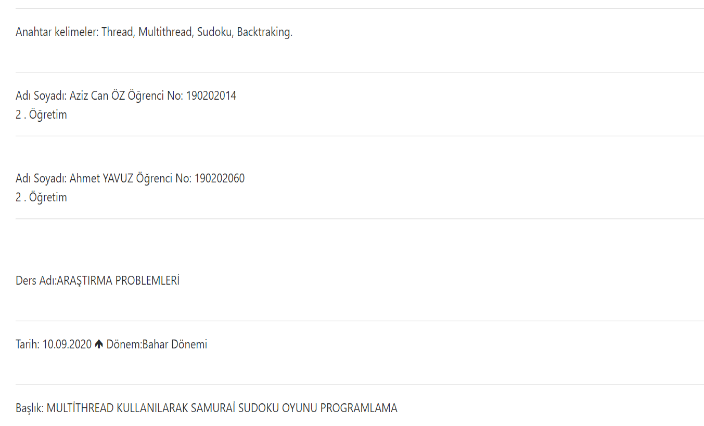 Anahtar kelimeler: Thread, Multithread, Sudoku, Backtraking.
Adı Soyadı: Aziz Can ÖZ Öğrenci No: 190202014
2 . Öğretim
Adı Soyadı: Ahmet YAVUZ Öğrenci No: 190202060
2 . Öğretim
Ders Adı:ARAŞTIRMA PROBLEMLERİ
Tarih: 10.09.2020 🡹 Dönem:Bahar Dönemi
Başlık: MULTİTHREAD KULLANILARAK SAMURAİ SUDOKU OYUNU PROGRAMLAMA